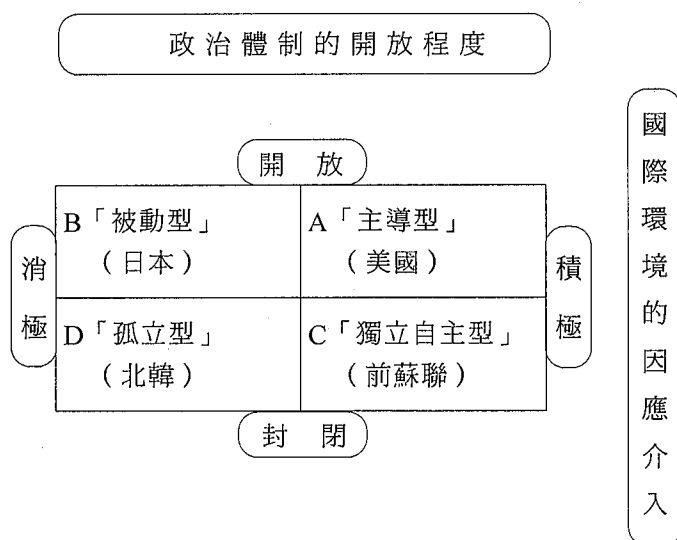 政治體制的開放程度
開 放
B「被動型」
（日本）
A「主導型」
（美國）
消極
積極
D「孤立型」
（北韓）
C「獨立自主型」
（前蘇聯）
封 閉
國際環境的因應介入